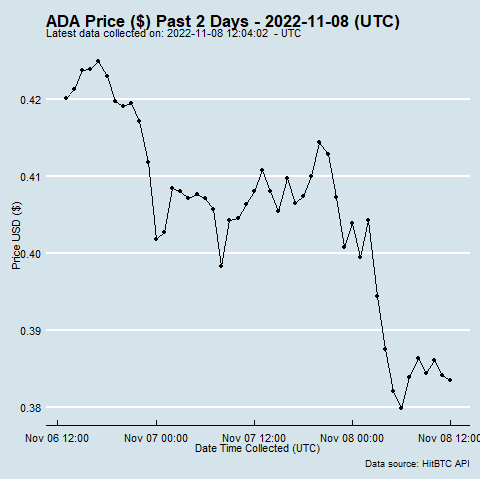 ADA Price ($) Past 2 Days - 2022-11-08 (UTC)
Latest data collected on: 2022-11-08 12:04:02  - UTC
Price USD ($)
0.42
0.41
0.40
0.39
0.38
Nov 06 12:00 Nov 07 00:00 Nov 07 12:00 Nov 08 00:00 Nov 08 12:00
Date Time Collected (UTC)
Data source: HitBTC API